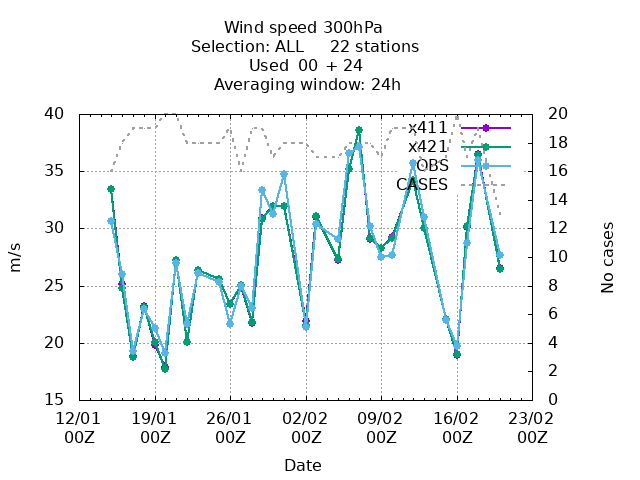 Wind speed 300hPa
Selection: ALL 22 stations
Used 00 + 24
Averaging window: 24h
40
35
30
25
20
15
m/s
20
18
16
14
12
10
8
6
4
2
0
No cases
x411
x421
OBS
CASES
12/01 19/01 26/01 02/02 09/02 16/02 23/02
00Z 00Z 00Z 00Z 00Z 00Z 00Z
Date